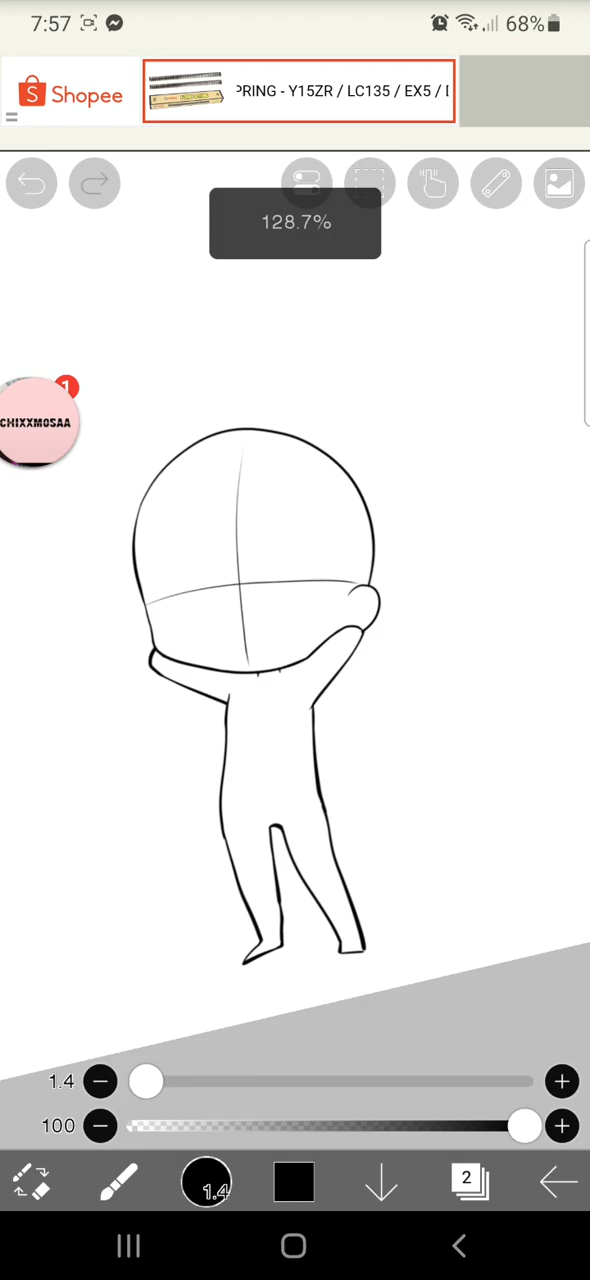 7:57
68%
Shopee
PRING - Y15ZR / LC135 / EX5 /
128.7%
1
CHIXXMOSAA
1.4
100
1.4
2